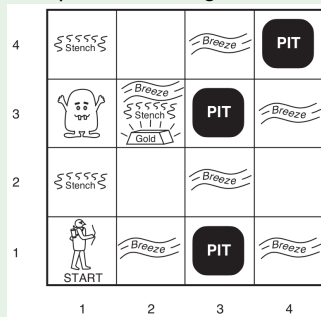 4 Stench Breeze PIT
Breeze
3 Stench PIT Breeze
Gold
2 Stench Breeze
1 Breeze PIT Breeze
START
1 2 3 4